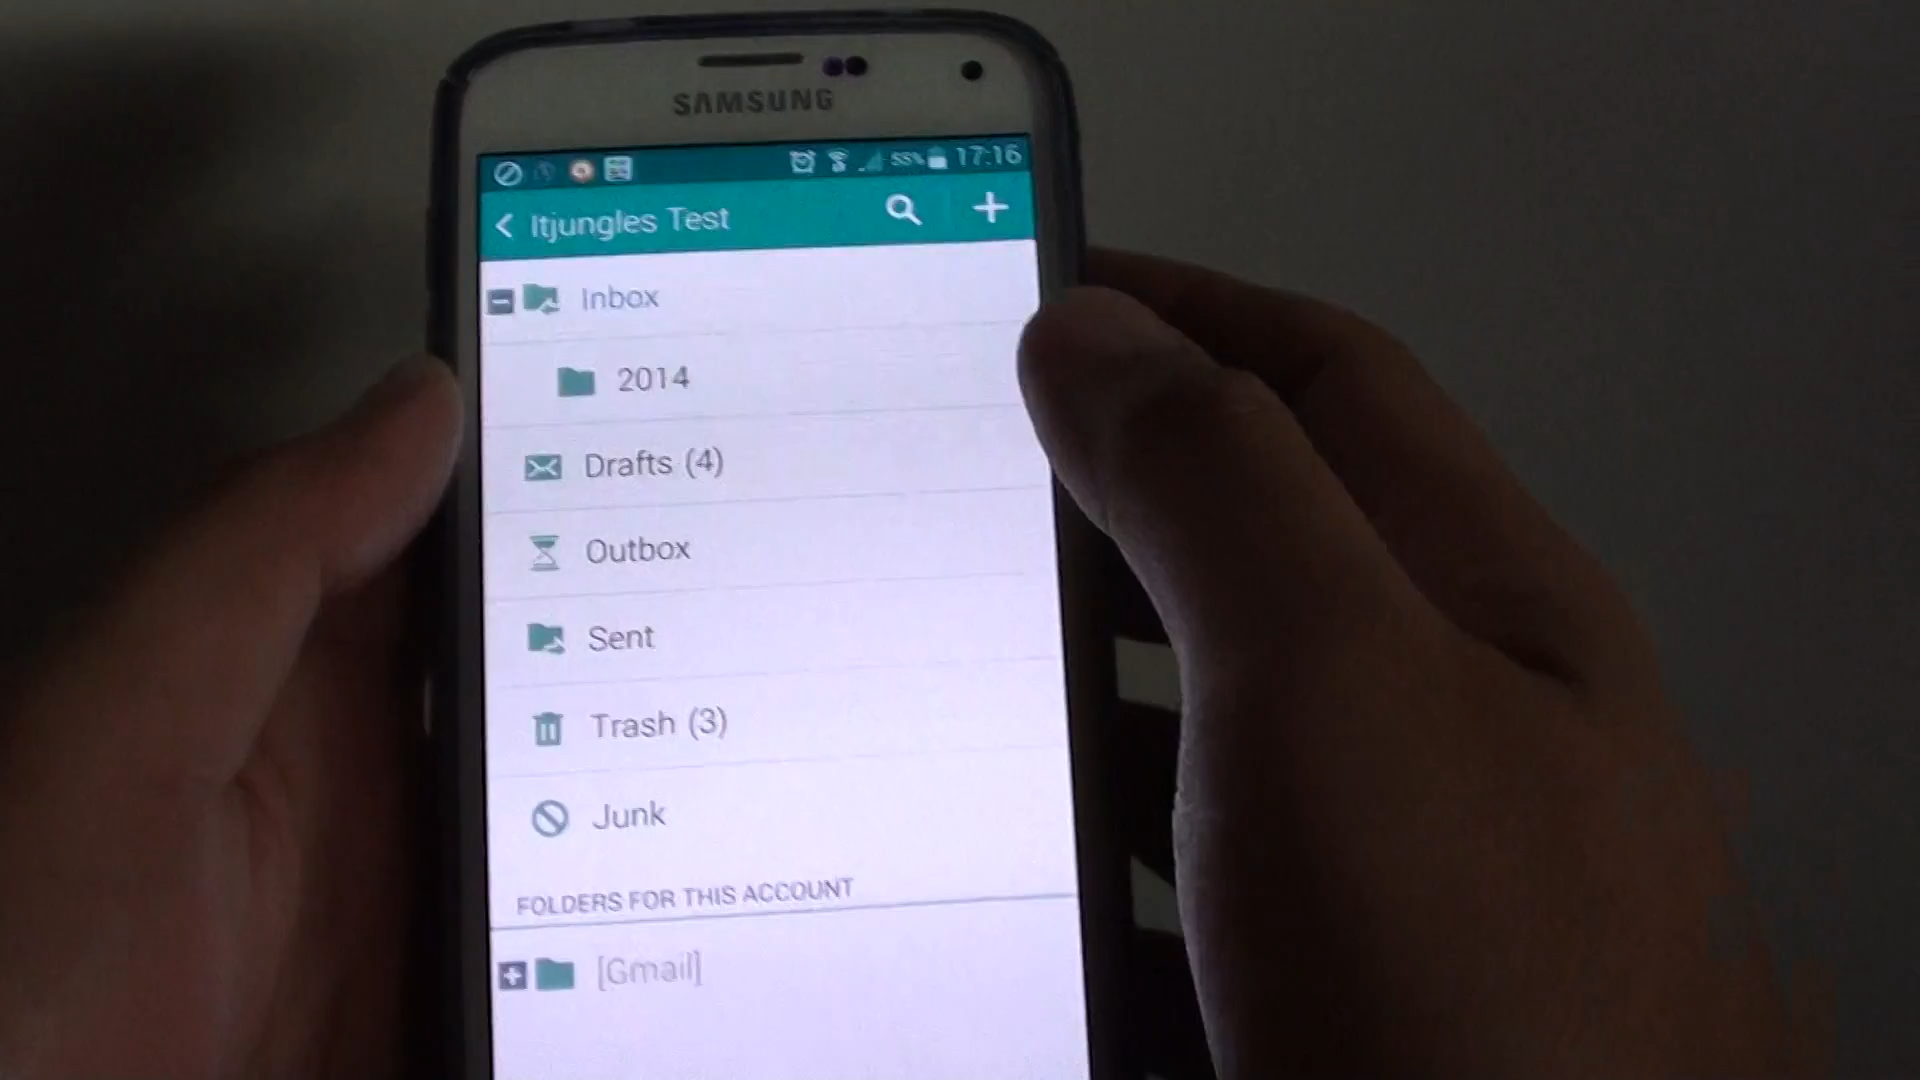 SAMSUNG
55% 17:16
Itjungles Test
Inbox
2014
Drafts (4)
Outbox
Sent
Trash (3)
Junk
FOLDERS FOR THIS ACCOUNT
[Gmail]